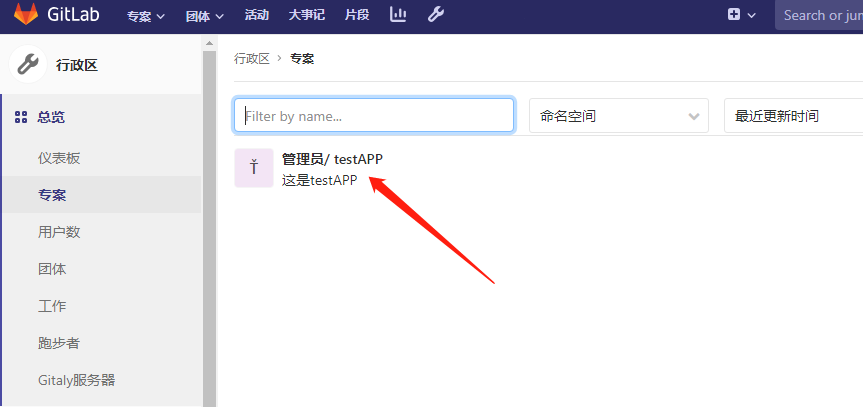 GitLab 专案 团体 活动 大事记 片段 Search or jum
行政区
总览
仪表板
专案
用户数
团体
工作
跑步者
Gitaly服务器
行政区 > 专案
Filter by name... 命名空间 最近更新时间
Ť 管理员/ testAPP
这是testAPP